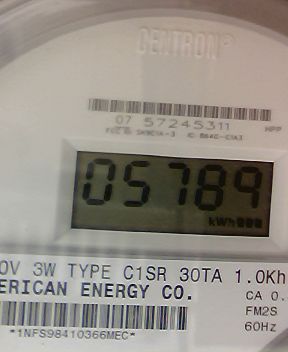 CENTRON®
07 57245311
05789
kWh
0V 3W TYPE C1SR 30TA 1.0Kh
ERICAN ENERGY CO.
CA 0.
FM2S
60Hz
*1NFS98410366MEC*